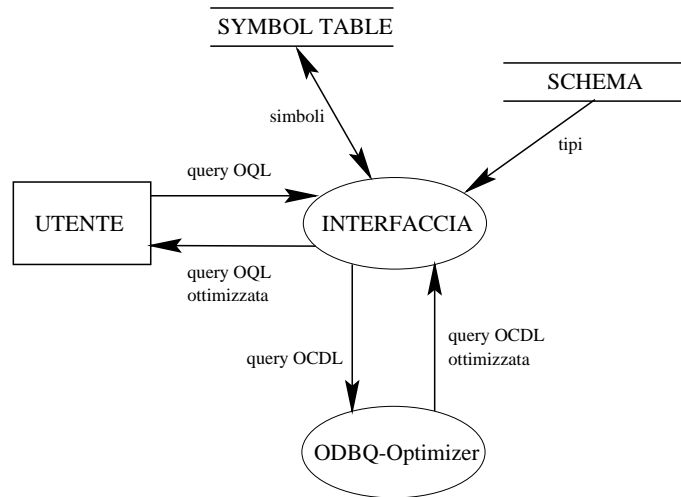 SYMBOL TABLE
SCHEMA
simboli
tipi
query OQL
UTENTE
INTERFACCIA
query OQL
ottimizzata
query OCDL
query OCDL
ottimizzata
ODBQ-Optimizer